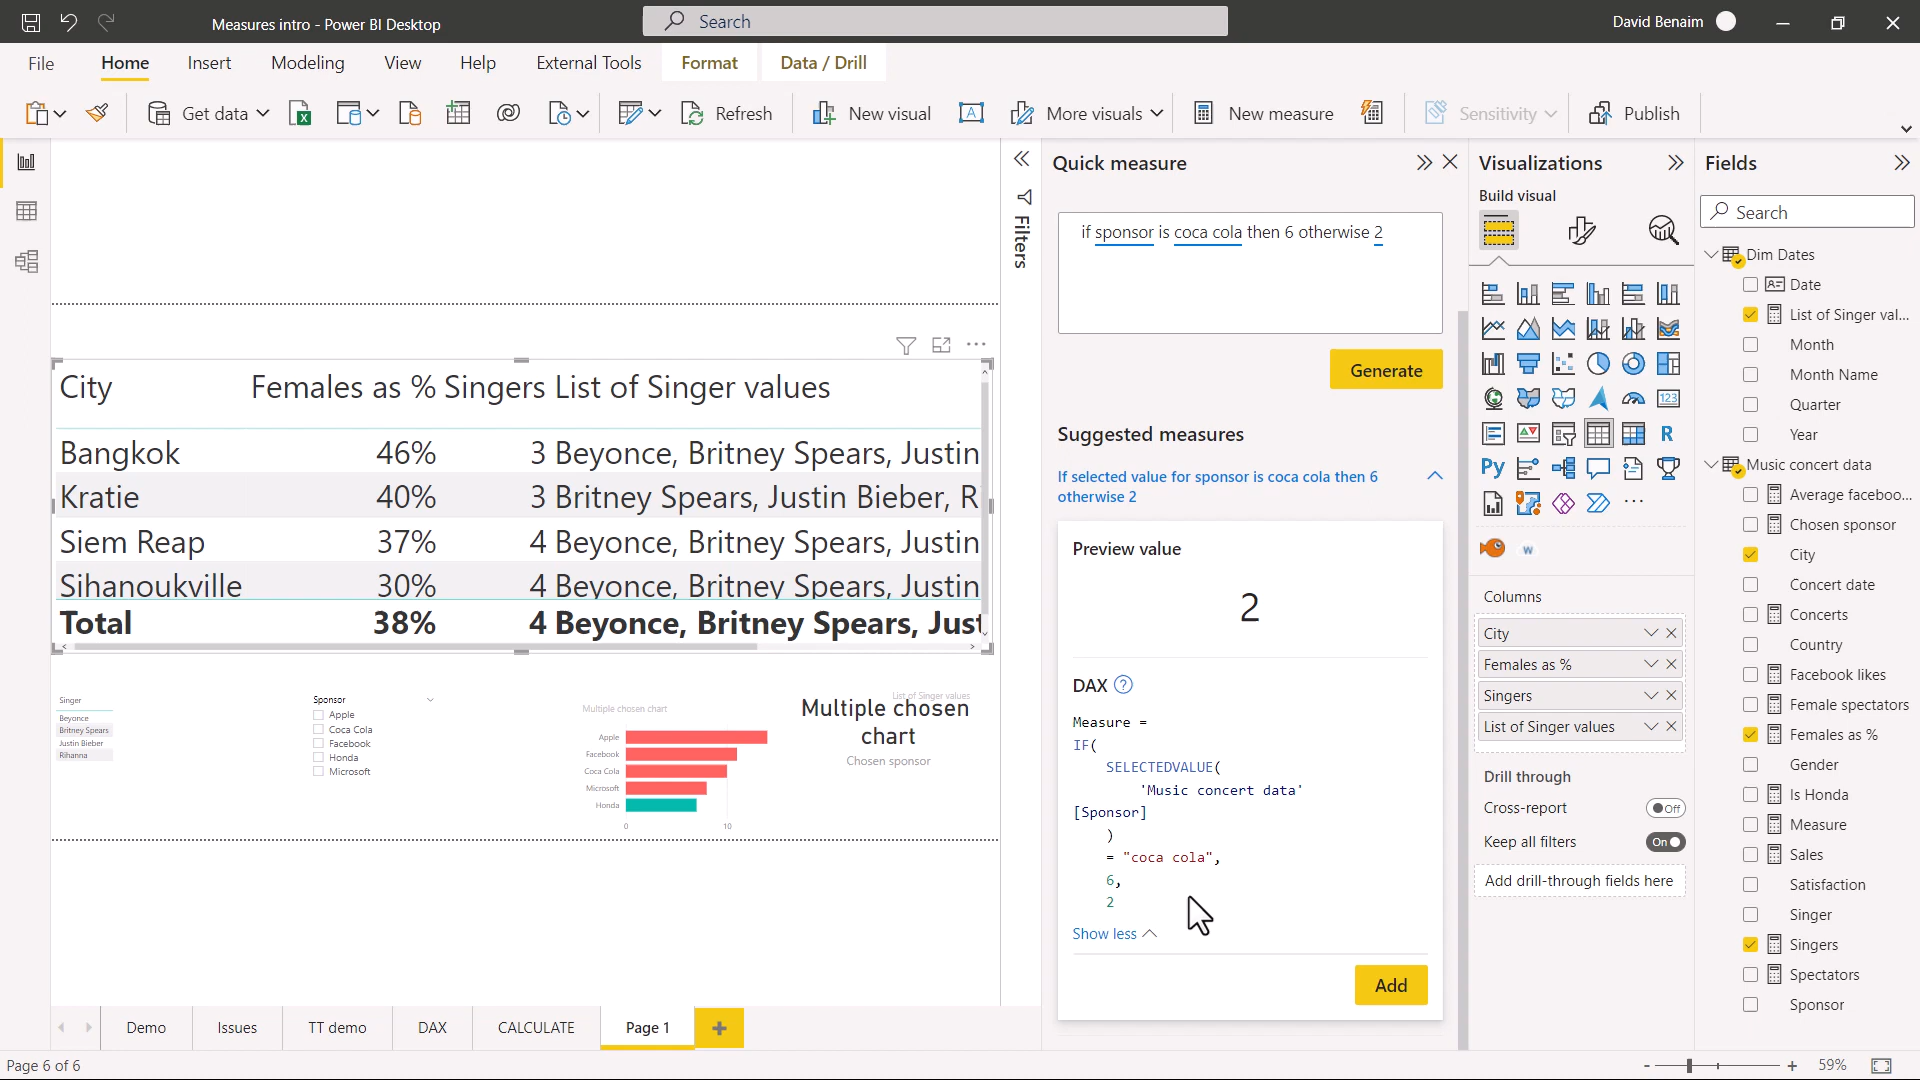 Measures intro - Power BI Desktop
Search
David Benaim
File
Home
Insert
Modeling
View
Help
External Tools
Format
Data / Drill
Get data
Refresh
New visual
More visuals
New measure
Sensitivity
Publish
City Females as % Singers List of Singer values
Bangkok 46% 3 Beyonce, Britney Spears, Justin
Kratie 40% 3 Britney Spears, Justin Bieber, R
Siem Reap 37% 4 Beyonce, Britney Spears, Justin
Sihanoukville 30% 4 Beyonce, Britney Spears, Justin
Total 38% 4 Beyonce, Britney Spears, Just
Singer
Beyonce
Britney Spears
Justin Bieber
Rihanna
Sponsor
Apple
Coca Cola
Facebook
Honda
Microsoft
Multiple chosen chart
Apple
Facebook
Coca Cola
Microsoft
Honda
0 10
List of Singer values
Multiple chosen
chart
Chosen sponsor
Filters
Quick measure
if sponsor is coca cola then 6 otherwise 2
Generate
Suggested measures
If selected value for sponsor is coca cola then 6
otherwise 2
Preview value
2
DAX ?
Measure =
IF(
SELECTEDVALUE(
'Music concert data'
[Sponsor]
)
= "coca cola",
6,
2
Show less
Add
Visualizations
Build visual
123
R
Py
W
Columns
City
Females as %
Singers
List of Singer values
Drill through
Cross-report
Off
Keep all filters
On
Add drill-through fields here
Fields
Search
Dim Dates
Date
List of Singer val...
Month
Month Name
Quarter
Year
Music concert data
Average faceboo...
Chosen sponsor
City
Concert date
Concerts
Country
Facebook likes
Female spectators
Females as %
Gender
Is Honda
Measure
Sales
Satisfaction
Singer
Singers
Spectators
Sponsor
Demo
Issues
TT demo
DAX
CALCULATE
Page 1
+
Page 6 of 6
- + 59%